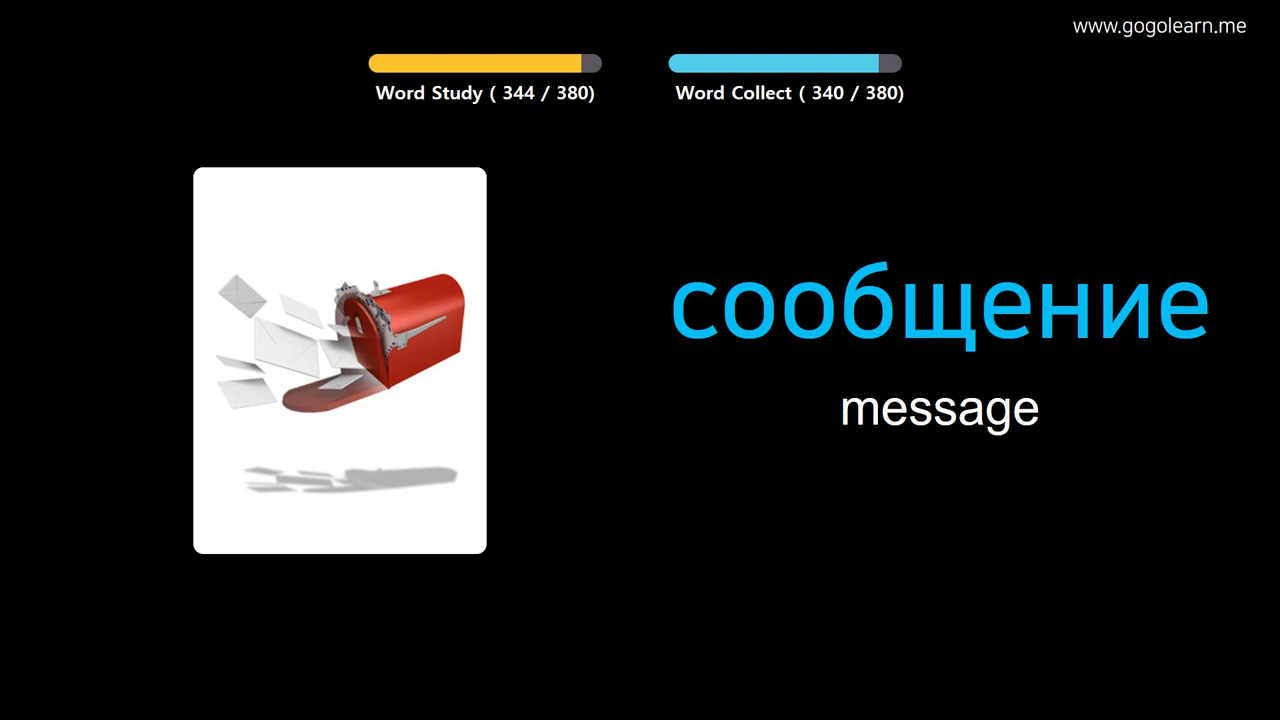 www.gogolearn.me
Word Study ( 344 / 380)
Word Collect ( 340 / 380)
сообщение
message